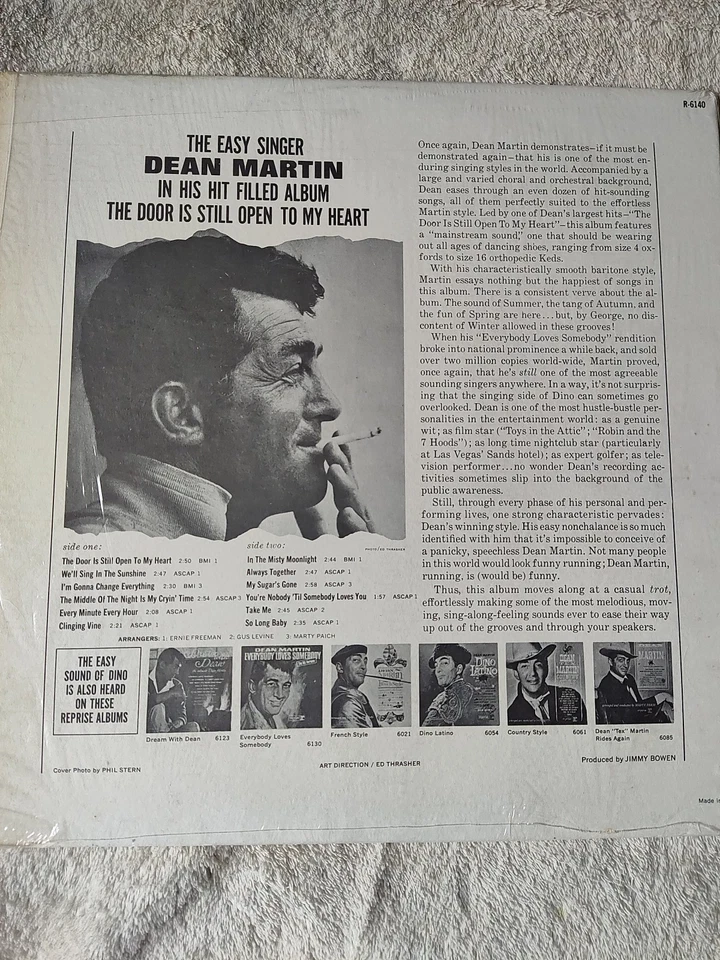 R-6140
THE EASY SINGER
DEAN MARTIN
IN HIS HIT FILLED ALBUM
THE DOOR IS STILL OPEN TO MY HEART
PHOTO/ED THRASHER
side one:
The Door Is Still Open To My Heart 2:50 BMI 1
We'll Sing In The Sunshine 2:47 ASCAP 1
I'm Gonna Change Everything 2:30 BMI 3
The Middle Of The Night Is My Cryin' Time 2:54 ASCAP 3
Every Minute Every Hour 2:08 ASCAP 1
Clinging Vine 2:21 ASCAP 1
side two:
In The Misty Moonlight 2:44 BMI 1
Always Together 2:47 ASCAP 1
My Sugar's Gone 2:58 ASCAP 3
You're Nobody 'Til Somebody Loves You 1:57 ASCAP 1
Take Me 2:45 ASCAP 2
So Long Baby 2:35 ASCAP 1
ARRANGERS: 1: ERNIE FREEMAN 2: GUS LEVINE 3: MARTY PAICH
Once again, Dean Martin demonstrates—if it must be
demonstrated again—that his is one of the most en-
during singing styles in the world. Accompanied by a
large and varied choral and orchestral background,
Dean eases through an even dozen of hit-sounding
songs, all of them perfectly suited to the effortless
Martin style. Led by one of Dean's largest hits—"The
Door Is Still Open To My Heart"—this album features
a "mainstream sound," one that should be wearing
out all ages of dancing shoes, ranging from size 4 ox-
fords to size 16 orthopedic Keds.
With his characteristically smooth baritone style,
Martin essays nothing but the happiest of songs in
this album. There is a consistent verve about the al-
bum. The sound of Summer, the tang of Autumn, and
the fun of Spring are here...but, by George, no dis-
content of Winter allowed in these grooves!
When his "Everybody Loves Somebody" rendition
broke into national prominence a while back, and sold
over two million copies world-wide, Martin proved,
once again, that he's still one of the most agreeable
sounding singers anywhere. In a way, it's not surpris-
ing that the singing side of Dino can sometimes go
overlooked. Dean is one of the most hustle-bustle per-
sonalities in the entertainment world: as a genuine
wit; as film star ("Toys in the Attic"; "Robin and the
7 Hoods"); as long time nightclub star (particularly
at Las Vegas' Sands hotel); as expert golfer; as tele-
vision performer...no wonder Dean's recording ac-
tivities sometimes slip into the background of the
public awareness.
Still, through every phase of his personal and per-
forming lives, one strong characteristic pervades:
Dean's winning style. His easy nonchalance is so much
identified with him that it's impossible to conceive of
a panicky, speechless Dean Martin. Not many people
in this world would look funny running; Dean Martin,
running, is (would be) funny.
Thus, this album moves along at a casual trot,
effortlessly making some of the most melodious, mov-
ing, sing-along-feeling sounds ever to ease their way
up out of the grooves and through your speakers.
THE EASY
SOUND OF DINO
IS ALSO HEARD
ON THESE
REPRISE ALBUMS
DEAN MARTIN
EVERYBODY LOVES SOMEBODY
DINO
LATINO
DEAN
MARTIN
MARTIN
Dream With Dean 6123
Everybody Loves
Somebody 6130
French Style 6021
Dino Latino 6054
Country Style 6061
Dean "Tex" Martin
Rides Again 6085
Cover Photo by PHIL STERN
ART DIRECTION / ED THRASHER
Produced by JIMMY BOWEN
Made in